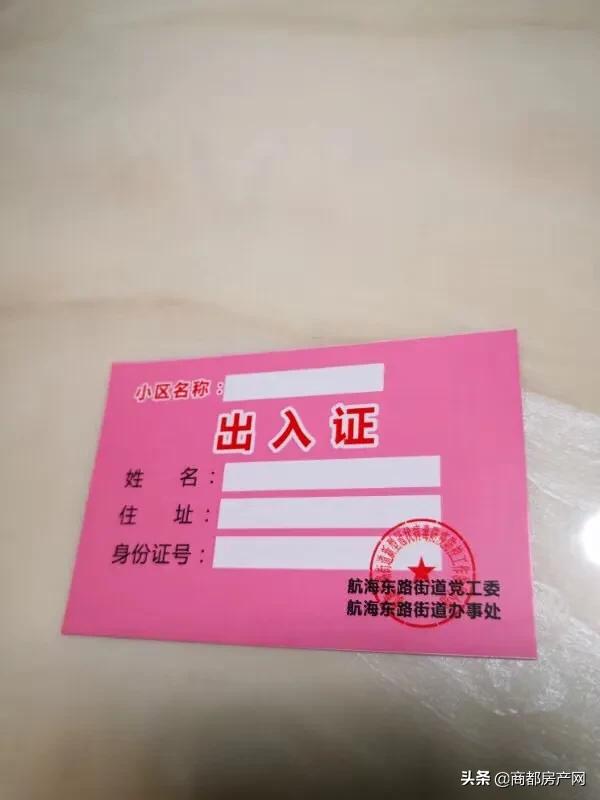 小区名称：
出入证
姓 名：
住 址：
身份证号：
航海东路街道党工委
航海东路街道办事处
头条 @商都房产网